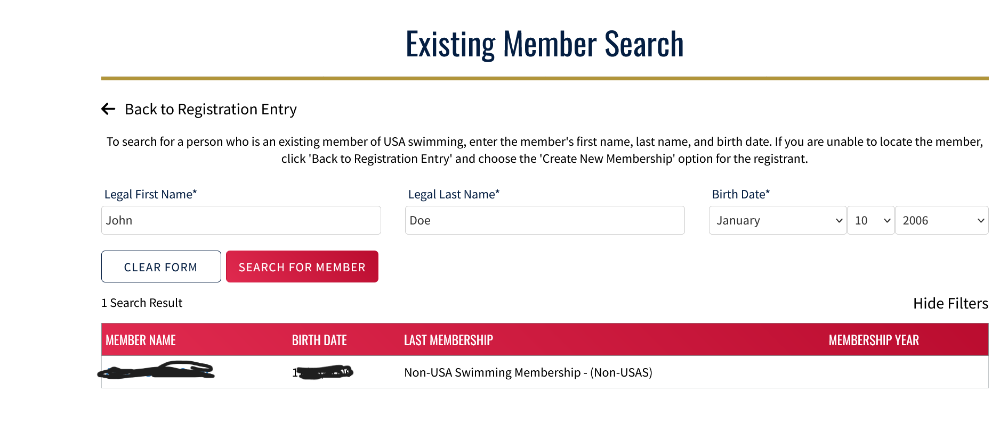 Existing Member Search
Back to Registration Entry
To search for a person who is an existing member of USA swimming, enter the member's first name, last name, and birth date. If you are unable to locate the member,
click 'Back to Registration Entry' and choose the 'Create New Membership' option for the registrant.
Legal First Name* Legal Last Name* Birth Date*
John Doe January 10 2006
CLEAR FORM SEARCH FOR MEMBER
1 Search Result Hide Filters
MEMBER NAME BIRTH DATE LAST MEMBERSHIP MEMBERSHIP YEAR
Non-USA Swimming Membership - (Non-USAS)